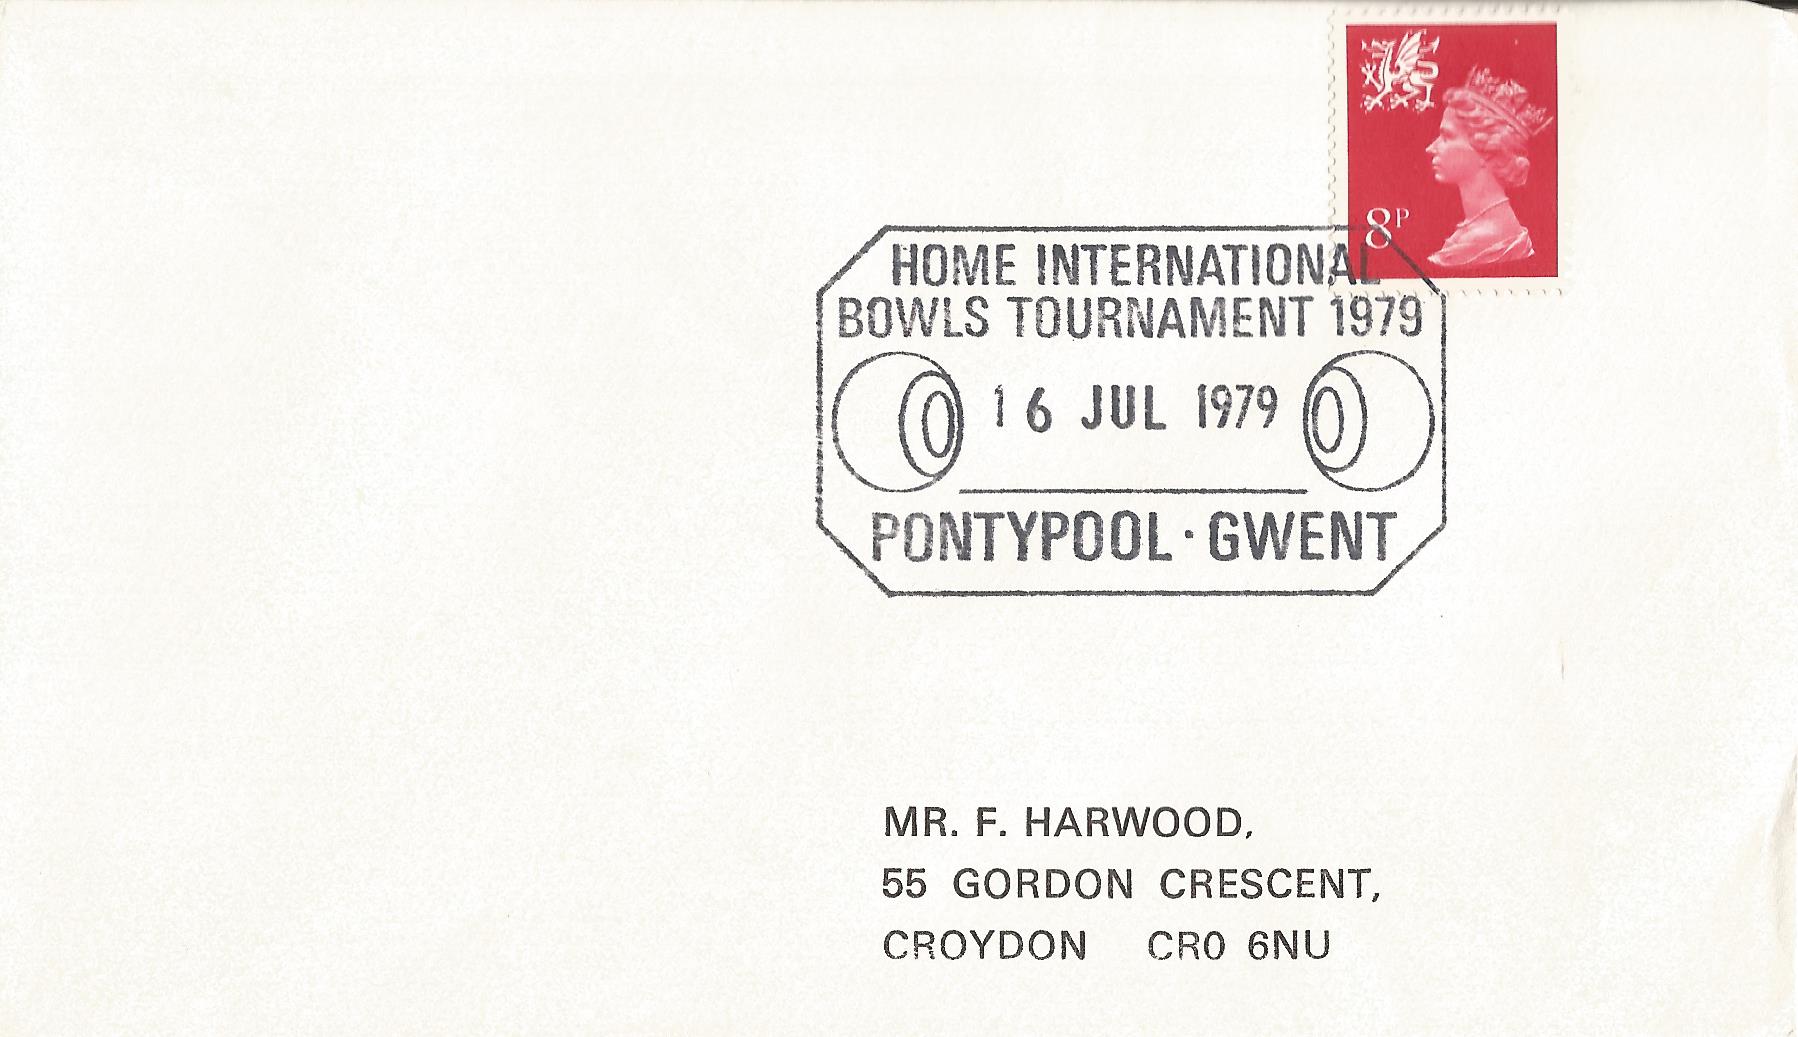 8P
HOME INTERNATIONAL
BOWLS TOURNAMENT 1979
16 JUL 1979
PONTYPOOL · GWENT
MR. F. HARWOOD,
55 GORDON CRESCENT,
CROYDON CR0 6NU